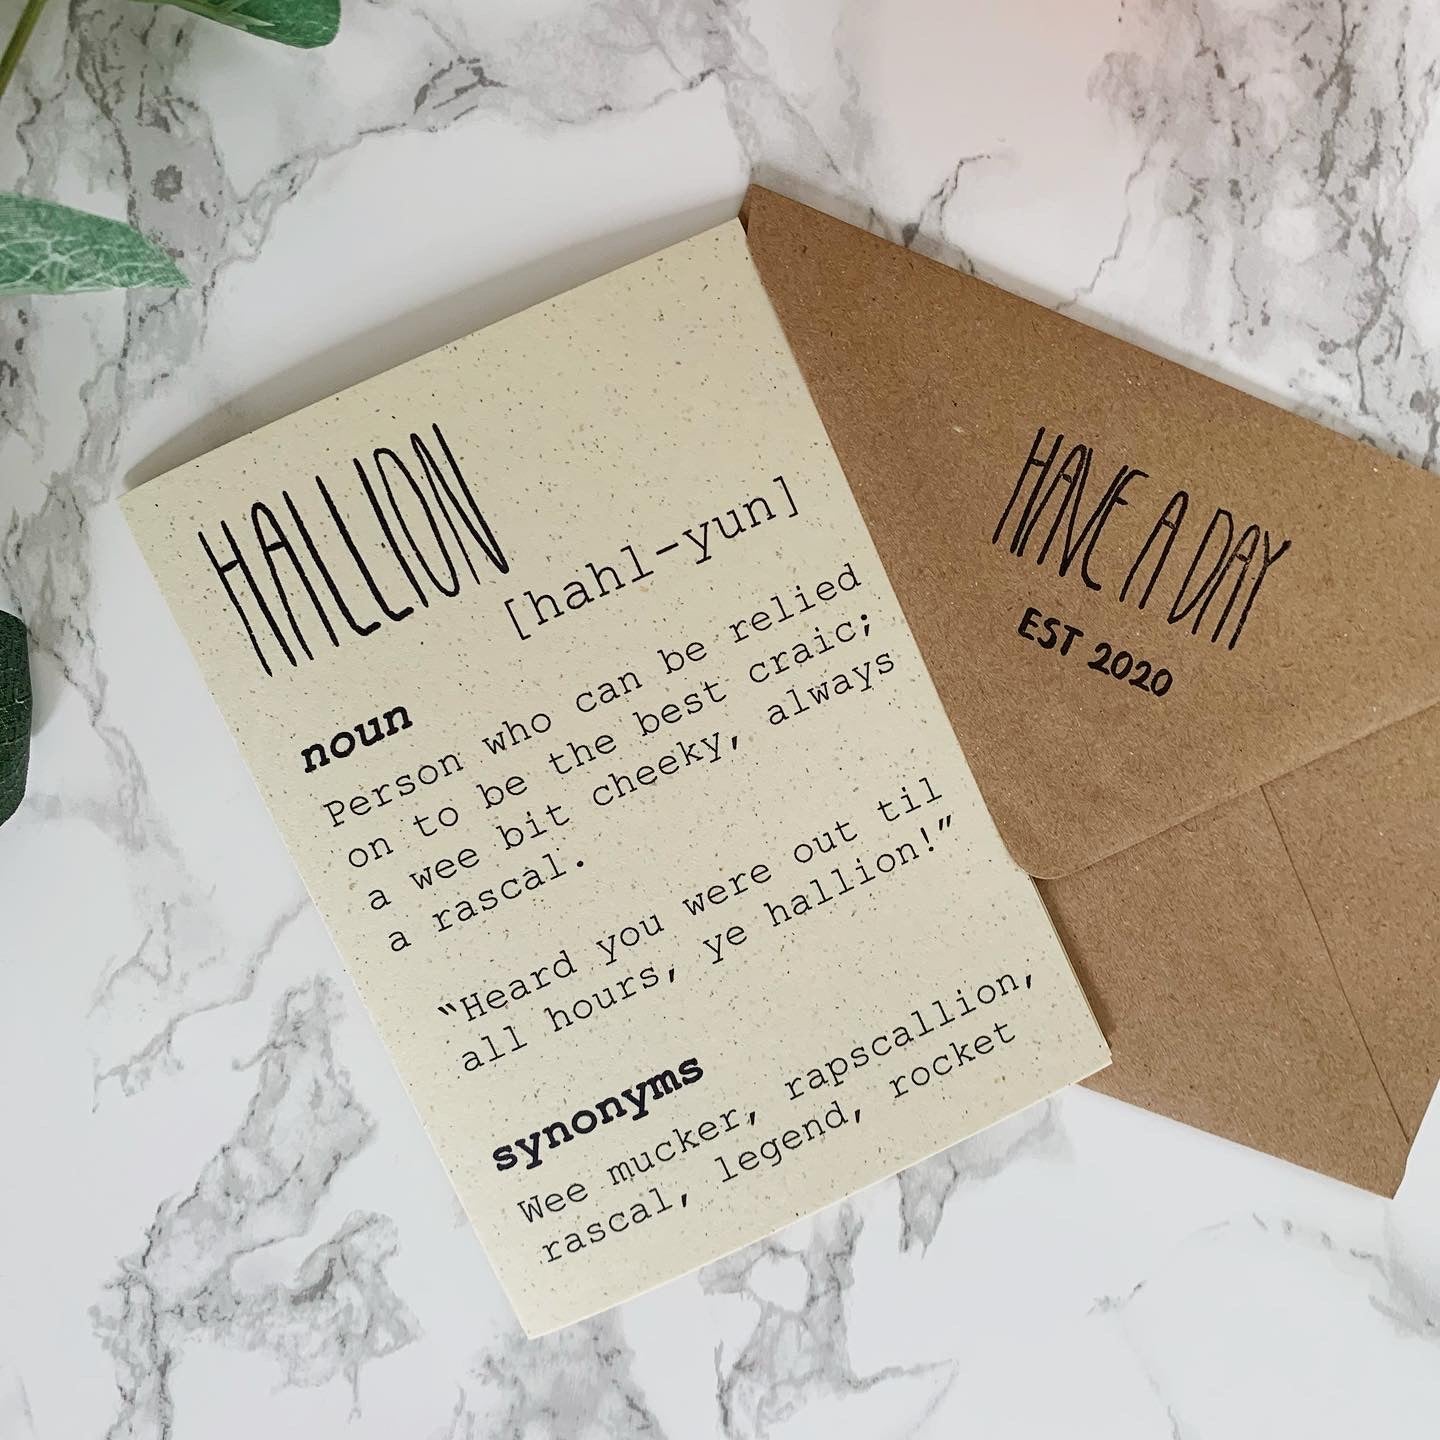 HALLION
[hahl-yun]
noun
Person who can be relied
on to be the best craic;
a wee bit cheeky, always
a rascal.
“Heard you were out til
all hours, ye hallion!”
synonyms
Wee mucker, rapscallion,
rascal, legend, rocket
HAVE A DAY
EST 2020